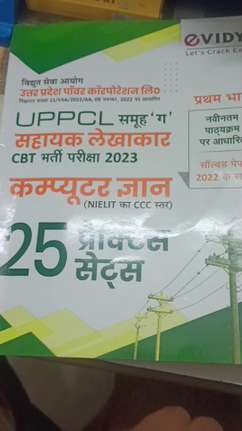 eVIDY
Let's Crack Ex
विद्युत सेवा आयोग
उत्तर प्रदेश पॉवर कॉरपोरेशन लि०
प्रथम भा
UPPCL समूह 'ग'
सहायक लेखाकार
CBT भर्ती परीक्षा 2023
नवीनतम
पाठ्यक्रम
पर आधारि
कम्प्यूटर ज्ञान
(NIELIT का CCC स्तर)
सॉल्वड पेप
2022 के स
25 प्रैक्टिस
सेट्स